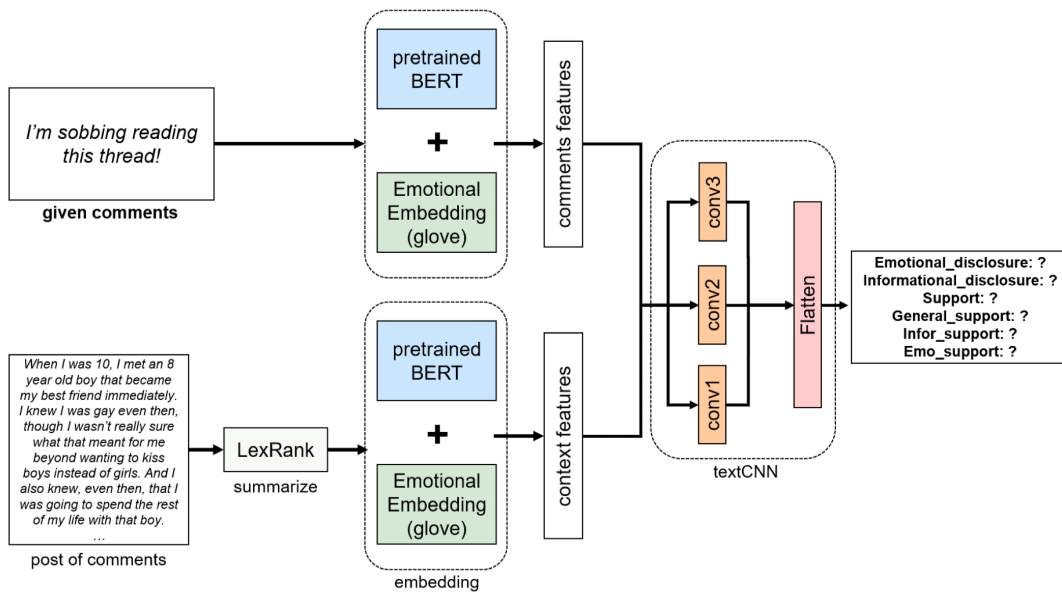 I'm sobbing reading
this thread!
given comments
pretrained
BERT
+
Emotional
Embedding
(glove)
comments features
When I was 10, I met an 8
year old boy that became
my best friend immediately.
I knew I was gay even then,
though I wasn't really sure
what that meant for me
beyond wanting to kiss
boys instead of girls. And I
also knew, even then, that I
was going to spend the rest
of my life with that boy.
…
post of comments
LexRank
summarize
pretrained
BERT
+
Emotional
Embedding
(glove)
embedding
context features
conv3
conv2
conv1
Flatten
textCNN
Emotional_disclosure: ?
Informational_disclosure: ?
Support: ?
General_support: ?
Infor_support: ?
Emo_support: ?